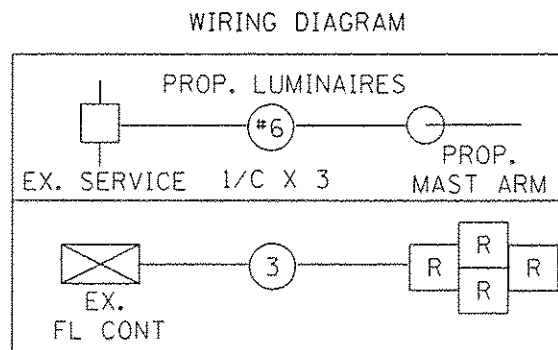 WIRING DIAGRAM
PROP. LUMINAIRES
#6
EX. SERVICE
1/C X 3
PROP.
MAST ARM
3
R
R
R
R
EX.
FL CONT